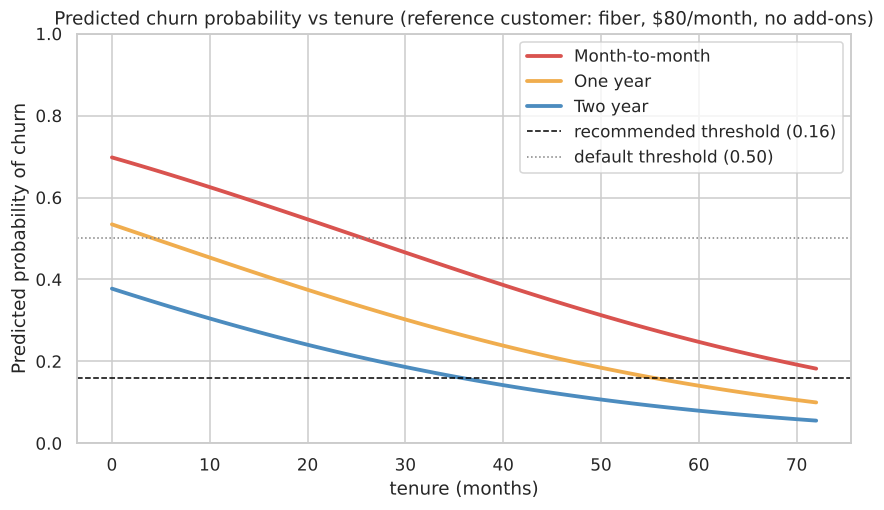 Predicted churn probability vs tenure (reference customer: fiber, $80/month, no add-ons)
Predicted probability of churn
1.0
0.8
0.6
0.4
0.2
0.0
Month-to-month
One year
Two year
recommended threshold (0.16)
default threshold (0.50)
0 10 20 30 40 50 60 70
tenure (months)